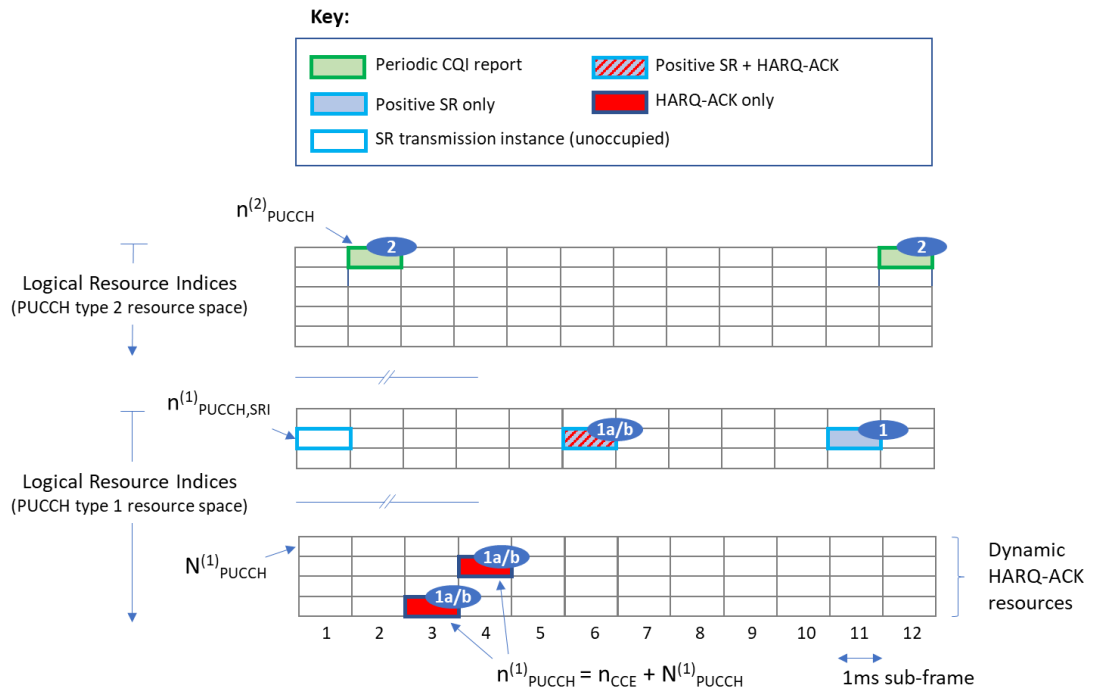 Key:
Periodic CQI report
Positive SR + HARQ-ACK
Positive SR only
HARQ-ACK only
SR transmission instance (unoccupied)
n(2)PUCCH
2
2
Logical Resource Indices
(PUCCH type 2 resource space)
n(1)PUCCH,SRI
1a/b
1
Logical Resource Indices
(PUCCH type 1 resource space)
N(1)PUCCH
1a/b
1a/b
Dynamic
HARQ-ACK
resources
1 2 3 4 5 6 7 8 9 10 11 12
n(1)PUCCH = nCCE + N(1)PUCCH
1ms sub-frame